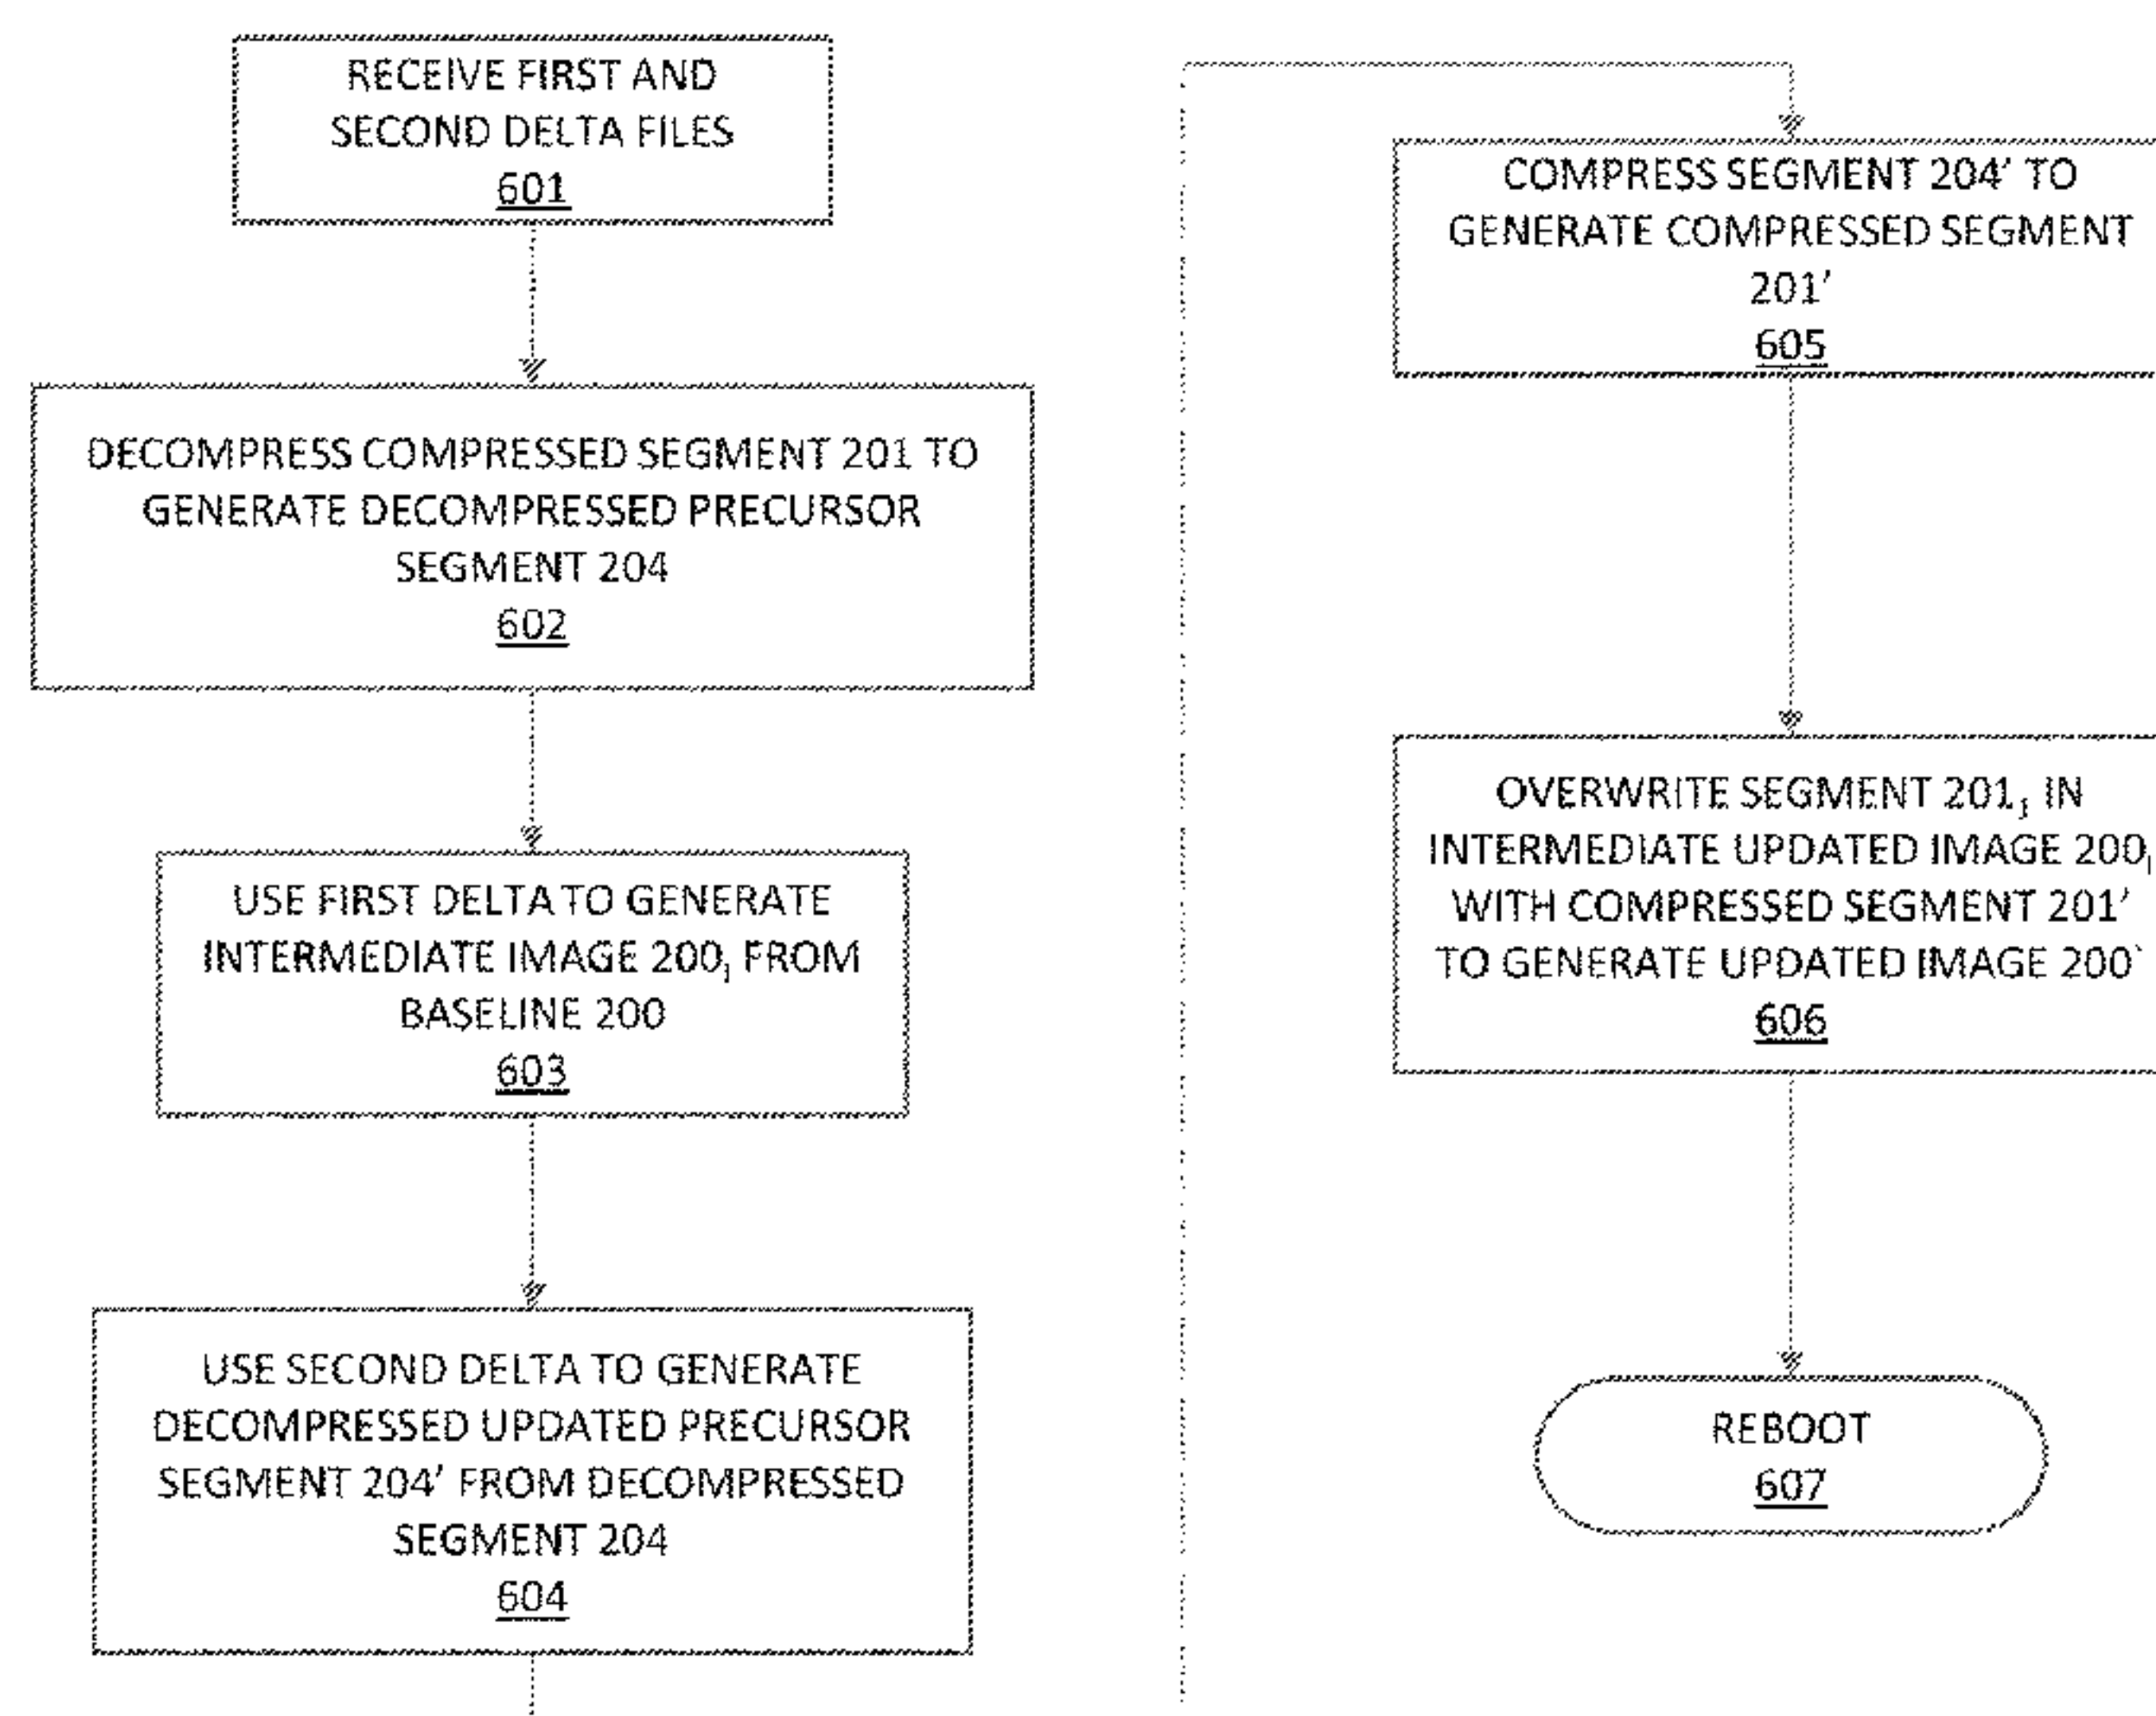 RECEIVE FIRST AND
SECOND DELTA FILES
601
DECOMPRESS COMPRESSED SEGMENT 201 TO
GENERATE DECOMPRESSED PRECURSOR
SEGMENT 204
602
USE FIRST DELTA TO GENERATE
INTERMEDIATE IMAGE 200ᵢ FROM
BASELINE 200
603
USE SECOND DELTA TO GENERATE
DECOMPRESSED UPDATED PRECURSOR
SEGMENT 204' FROM DECOMPRESSED
SEGMENT 204
604
COMPRESS SEGMENT 204' TO
GENERATE COMPRESSED SEGMENT
201'
605
OVERWRITE SEGMENT 201ᵢ IN
INTERMEDIATE UPDATED IMAGE 200ᵢ
WITH COMPRESSED SEGMENT 201'
TO GENERATE UPDATED IMAGE 200`
606
REBOOT
607